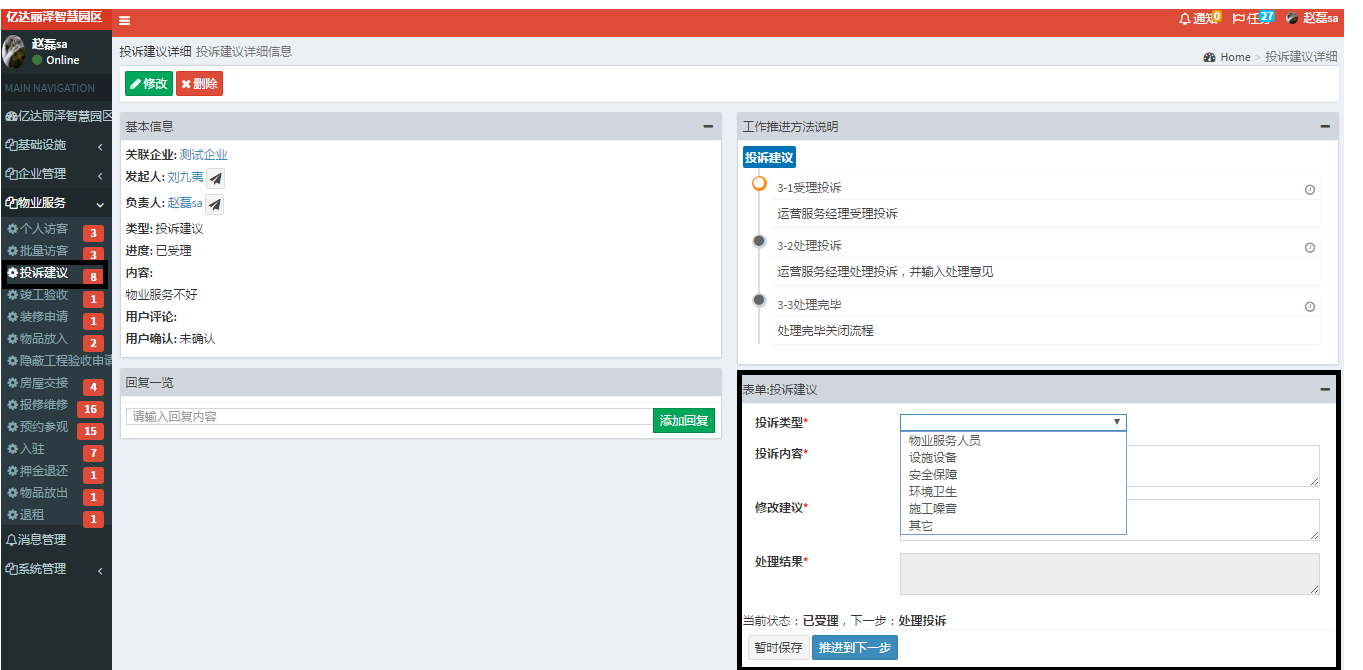 亿达丽泽智慧园区
通知 0
任务 27
赵磊sa
赵磊sa
Online
MAIN NAVIGATION
亿达丽泽智慧园区
基础设施
企业管理
物业服务
个人访客 3
批量访客 3
投诉建议 8
竣工验收 1
装修申请 1
物品放入 2
隐蔽工程验收申请
房屋交接 4
报修维修 16
预约参观 15
入驻 7
押金退还 1
物品放出 1
退租 1
消息管理
系统管理
投诉建议详细 投诉建议详细信息
Home > 投诉建议详细
修改 删除
基本信息
关联企业: 测试企业
发起人: 刘九夷
负责人: 赵磊sa
类型: 投诉建议
进度: 已受理
内容:
物业服务不好
用户评论:
用户确认: 未确认
回复一览
请输入回复内容 添加回复
工作推进方法说明
投诉建议
3-1受理投诉
运营服务经理受理投诉
3-2处理投诉
运营服务经理处理投诉，并输入处理意见
3-3处理完毕
处理完毕关闭流程
表单:投诉建议
投诉类型*
物业服务人员
设施设备
安全保障
环境卫生
施工噪音
其它
投诉内容*
修改建议*
处理结果*
当前状态：已受理，下一步：处理投诉
暂时保存 推进到下一步